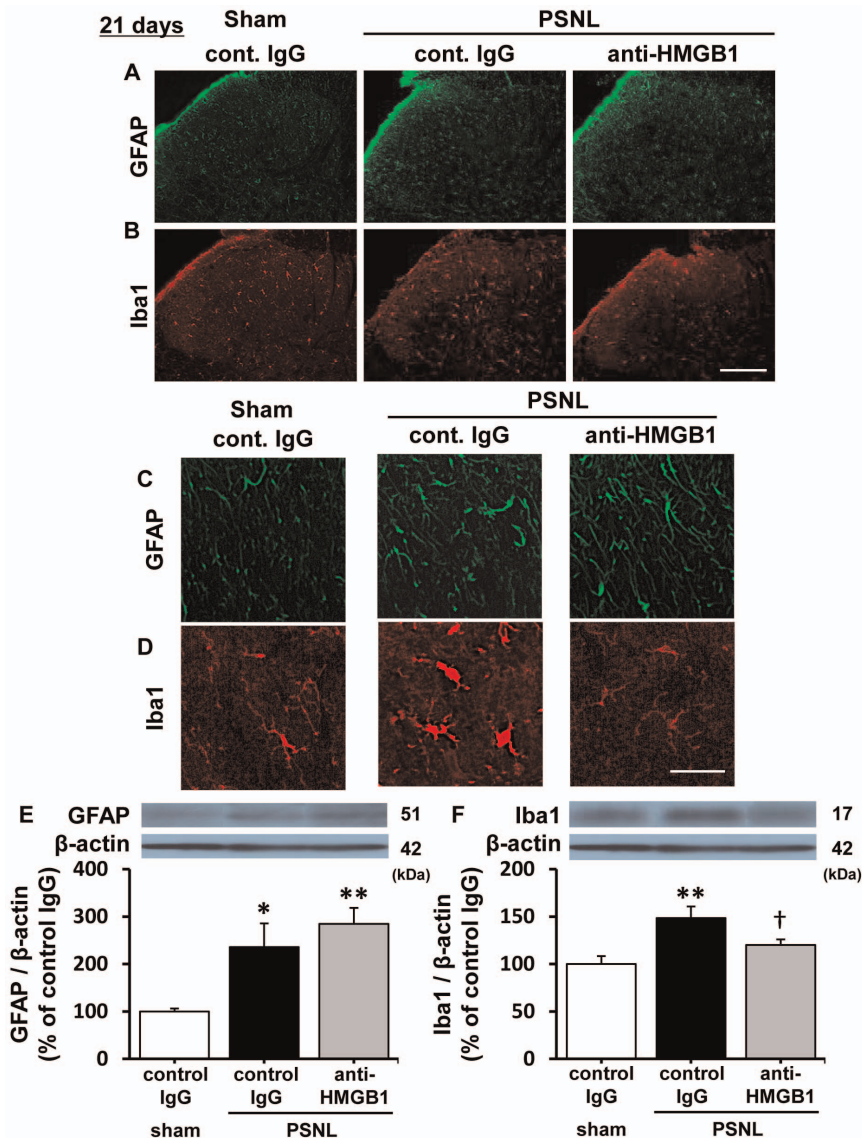 21 days
Sham
PSNL
cont. IgG
cont. IgG
anti-HMGB1
A
GFAP
B
Iba1
Sham
PSNL
cont. IgG
cont. IgG
anti-HMGB1
C
GFAP
D
Iba1
E
GFAP
51
β-actin
42
(kDa)
400
300
200
100
0
GFAP / β-actin
(% of control IgG)
*
**
control
IgG
control
IgG
anti-
HMGB1
sham
PSNL
F
Iba1
17
β-actin
42
(kDa)
200
150
100
50
0
Iba1 / β-actin
(% of control IgG)
**
†
control
IgG
control
IgG
anti-
HMGB1
sham
PSNL